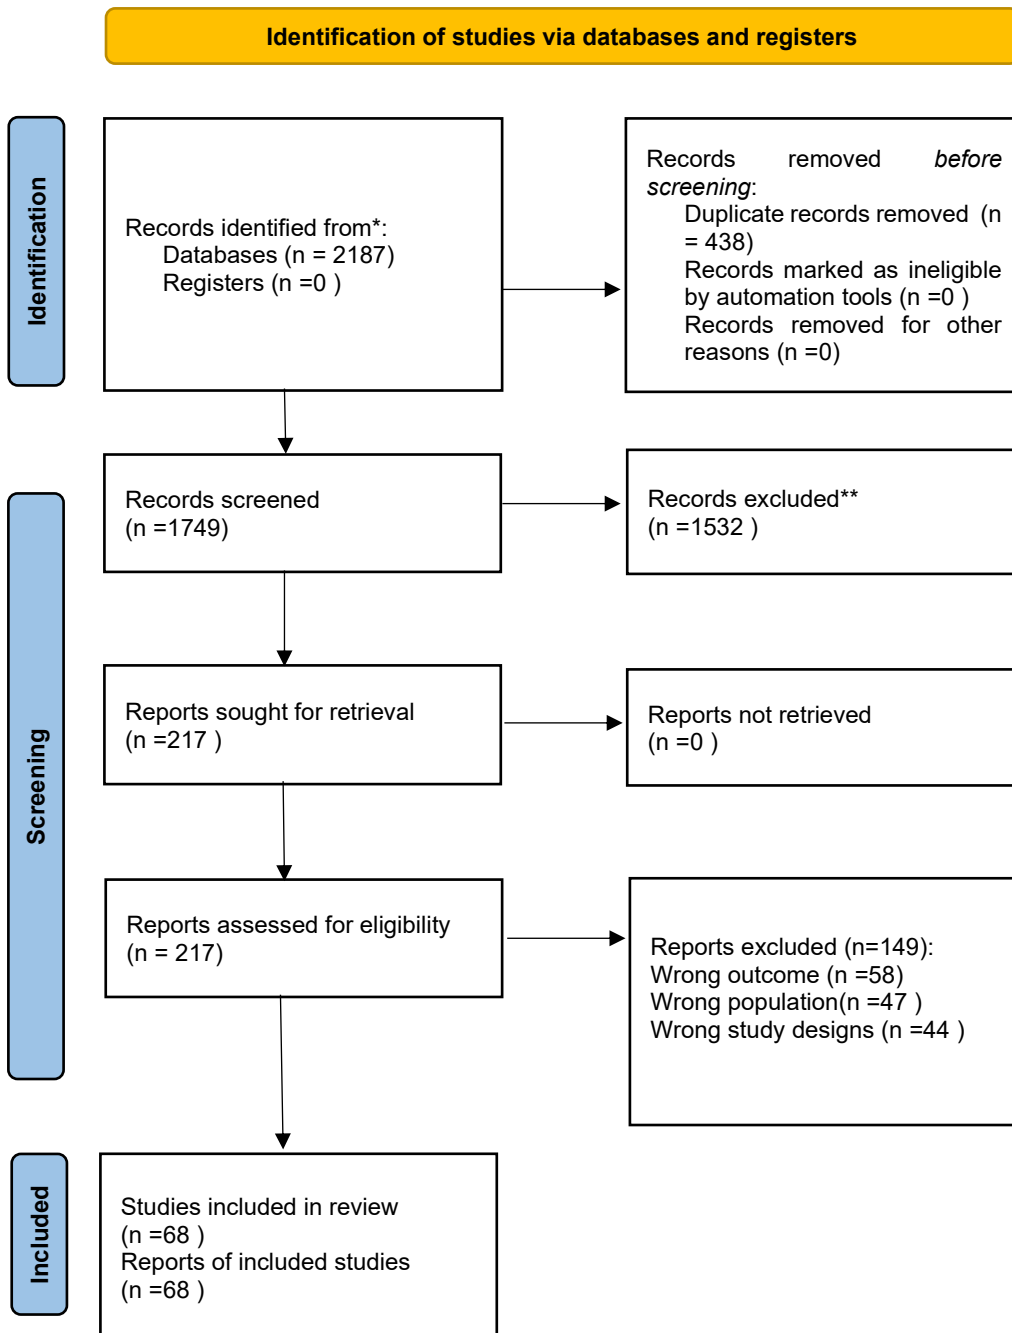 Identification of studies via databases and registers
Identification
Records identified from*:
Databases (n = 2187)
Registers (n =0 )
Records removed before
screening:
Duplicate records removed (n
= 438)
Records marked as ineligible
by automation tools (n =0 )
Records removed for other
reasons (n =0)
Screening
Records screened
(n =1749)
Records excluded**
(n =1532 )
Reports sought for retrieval
(n =217 )
Reports not retrieved
(n =0 )
Reports assessed for eligibility
(n = 217)
Reports excluded (n=149):
Wrong outcome (n =58)
Wrong population(n =47 )
Wrong study designs (n =44 )
Included
Studies included in review
(n =68 )
Reports of included studies
(n =68 )